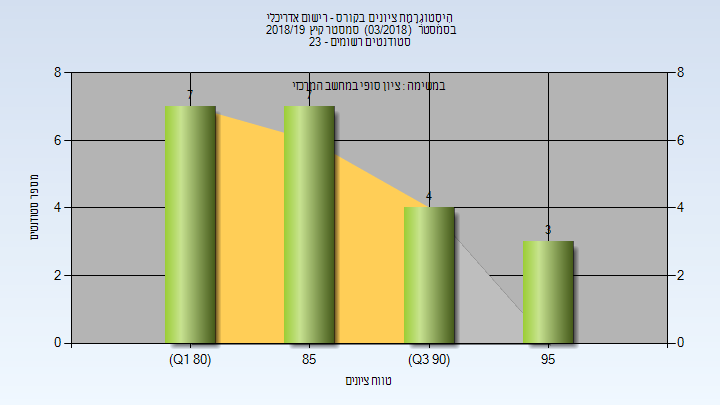 הִיסְטוֹגְרָמַת ציונים בקורס - רישום אדריכלי
בסמסטר (03/2018) סמסטר קיץ 2018/19
סטודנטים רשומים - 23
במשימה : ציון סופי במחשב המרכזי
8
6
4
2
0
8
6
4
2
0
7
7
4
3
מספר סטודנטים
(Q1 80)
85
(Q3 90)
95
טווח ציונים